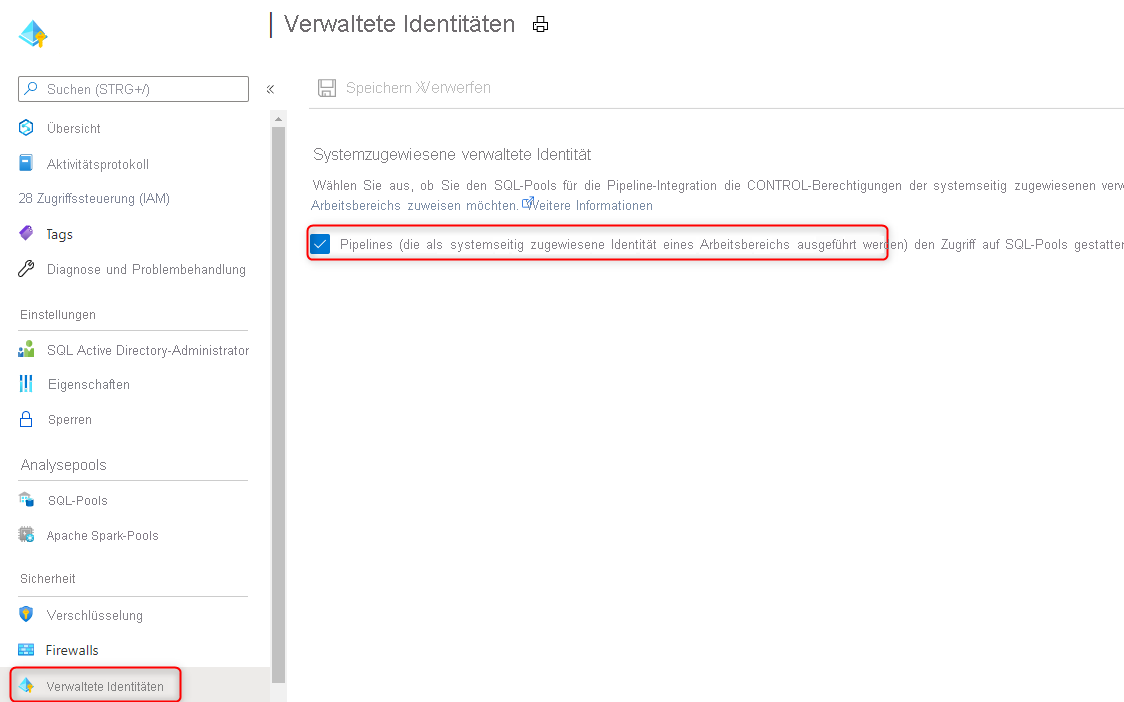 Verwaltete Identitäten
Suchen (STRG+/)
«
Speichern Verwerfen
Übersicht
Aktivitätsprotokoll
28 Zugriffssteuerung (IAM)
Tags
Diagnose und Problembehandlung
Einstellungen
SQL Active Directory-Administrator
Eigenschaften
Sperren
Analysepools
SQL-Pools
Apache Spark-Pools
Sicherheit
Verschlüsselung
Firewalls
Verwaltete Identitäten
Systemzugewiesene verwaltete Identität
Wählen Sie aus, ob Sie den SQL-Pools für die Pipeline-Integration die CONTROL-Berechtigungen der systemseitig zugewiesenen verw
Arbeitsbereichs zuweisen möchten. Weitere Informationen
Pipelines (die als systemseitig zugewiesene Identität eines Arbeitsbereichs ausgeführt werden) den Zugriff auf SQL-Pools gestatten